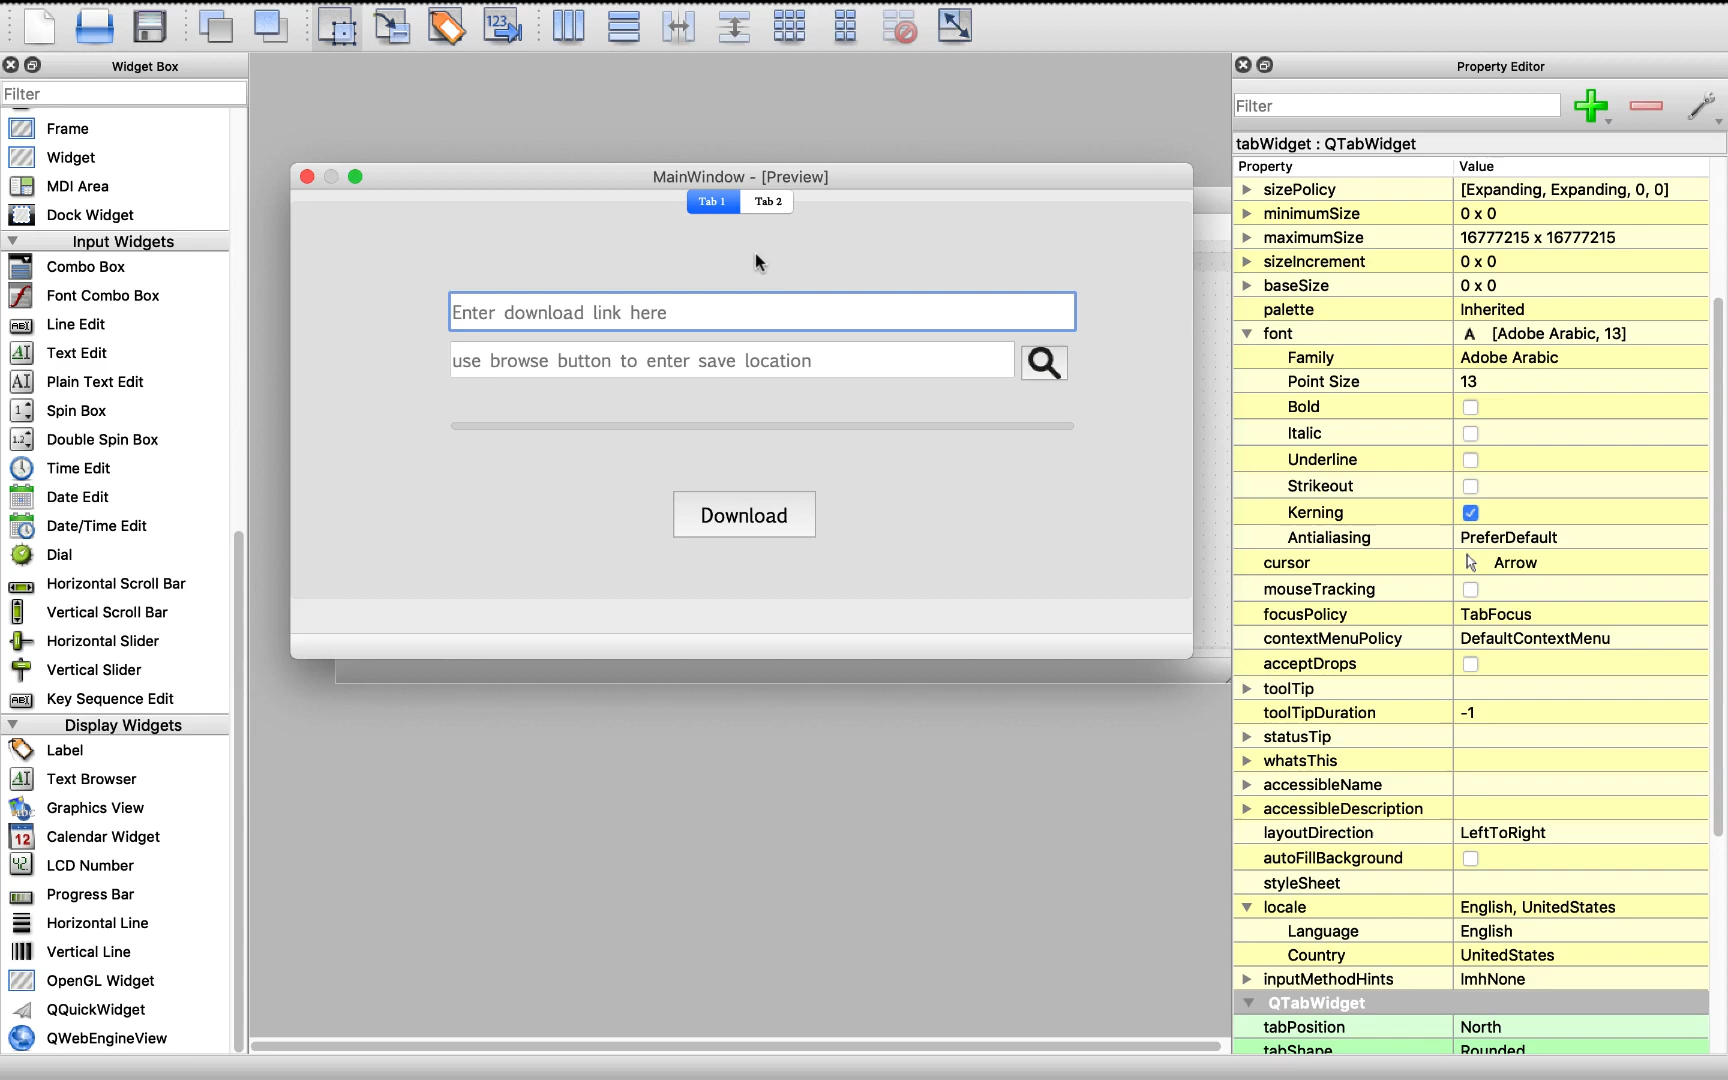 123
Widget Box
Filter
Frame
Widget
MDI Area
Dock Widget
Input Widgets
Combo Box
Font Combo Box
Line Edit
Text Edit
Plain Text Edit
Spin Box
Double Spin Box
Time Edit
Date Edit
Date/Time Edit
Dial
Horizontal Scroll Bar
Vertical Scroll Bar
Horizontal Slider
Vertical Slider
Key Sequence Edit
Display Widgets
Label
Text Browser
Graphics View
Calendar Widget
LCD Number
Progress Bar
Horizontal Line
Vertical Line
OpenGL Widget
QQuickWidget
QWebEngineView
MainWindow - [Preview]
Tab 1 Tab 2
Enter download link here
use browse button to enter save location
Download
Property Editor
Filter
tabWidget : QTabWidget
Property Value
sizePolicy [Expanding, Expanding, 0, 0]
minimumSize 0 x 0
maximumSize 16777215 x 16777215
sizeIncrement 0 x 0
baseSize 0 x 0
palette Inherited
font A [Adobe Arabic, 13]
Family Adobe Arabic
Point Size 13
Bold
Italic
Underline
Strikeout
Kerning
Antialiasing PreferDefault
cursor Arrow
mouseTracking
focusPolicy TabFocus
contextMenuPolicy DefaultContextMenu
acceptDrops
toolTip
toolTipDuration -1
statusTip
whatsThis
accessibleName
accessibleDescription
layoutDirection LeftToRight
autoFillBackground
styleSheet
locale English, UnitedStates
Language English
Country UnitedStates
inputMethodHints ImhNone
QTabWidget
tabPosition North
tabShape Rounded